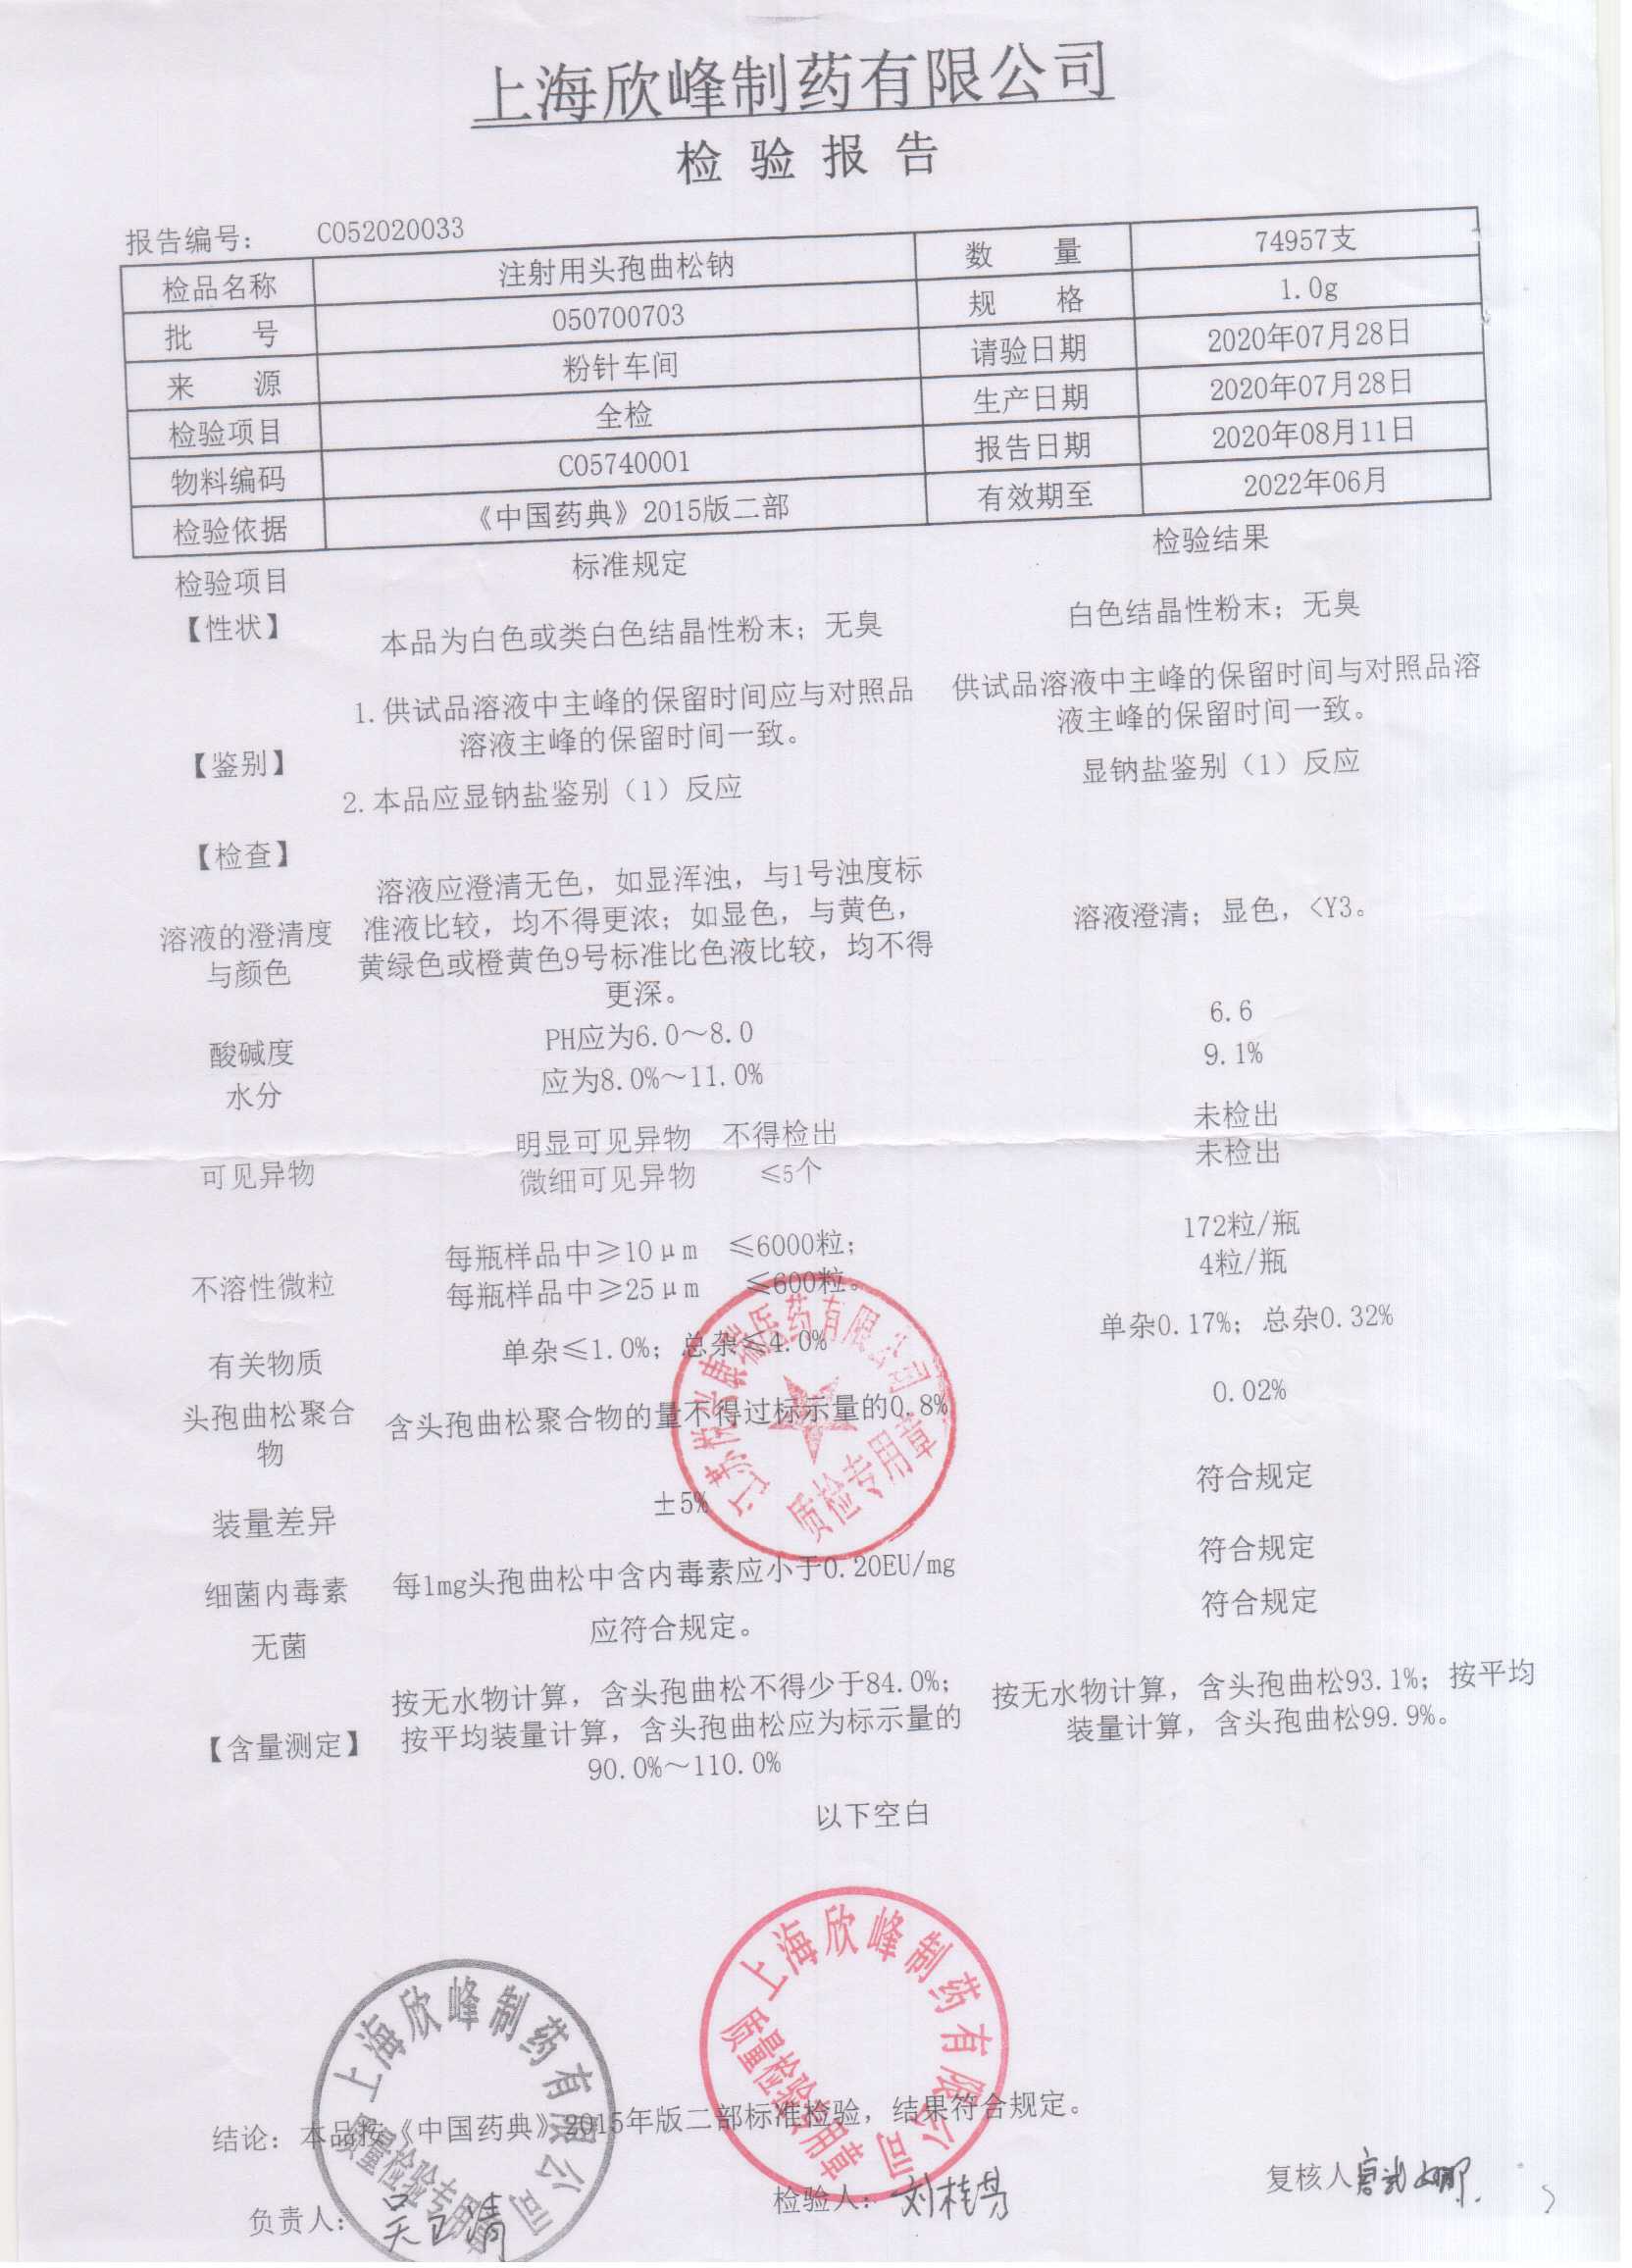 上海欣峰制药有限公司
检验报告
报告编号： C052020033
检品名称 注射用头孢曲松钠 数 量 74957支
批 号 050700703 规 格 1.0g
来 源 粉针车间 请验日期 2020年07月28日
检验项目 全检 生产日期 2020年07月28日
物料编码 C05740001 报告日期 2020年08月11日
检验依据 《中国药典》2015版二部 有效期至 2022年06月
检验项目 标准规定 检验结果
【性状】 本品为白色或类白色结晶性粉末；无臭 白色结晶性粉末；无臭
1.供试品溶液中主峰的保留时间应与对照品 供试品溶液中主峰的保留时间与对照品溶
溶液主峰的保留时间一致。 液主峰的保留时间一致。
【鉴别】
2.本品应显钠盐鉴别（1）反应 显钠盐鉴别（1）反应
【检查】
溶液应澄清无色，如显浑浊，与1号浊度标
溶液的澄清度 准液比较，均不得更浓；如显色，与黄色， 溶液澄清；显色，<Y3。
与颜色 黄绿色或橙黄色9号标准比色液比较，均不得
更深。
酸碱度 PH应为6.0～8.0 6.6
水分 应为8.0%～11.0% 9.1%
明显可见异物 不得检出 未检出
可见异物 微细可见异物 ≤5个 未检出
每瓶样品中≥10μm ≤6000粒； 172粒/瓶
不溶性微粒 每瓶样品中≥25μm ≤600粒。 4粒/瓶
有关物质 单杂≤1.0%；总杂≤4.0% 单杂0.17%；总杂0.32%
头孢曲松聚合 含头孢曲松聚合物的量不得过标示量的0.8% 0.02%
物
装量差异 ±5% 符合规定
细菌内毒素 每1mg头孢曲松中含内毒素应小于0.20EU/mg 符合规定
无菌 应符合规定。 符合规定
按无水物计算，含头孢曲松不得少于84.0%； 按无水物计算，含头孢曲松93.1%；按平均
【含量测定】 按平均装量计算，含头孢曲松应为标示量的 装量计算，含头孢曲松99.9%。
90.0%～110.0%
医药有限公司
质检专用章
以下空白
上海欣峰制药有限公司
质量检验专用章
上海欣峰制药有限公司
质量检验专用章
结论：本品按《中国药典》2015年版二部标准检验，结果符合规定。
负责人： 检验人： 刘桂 复核人